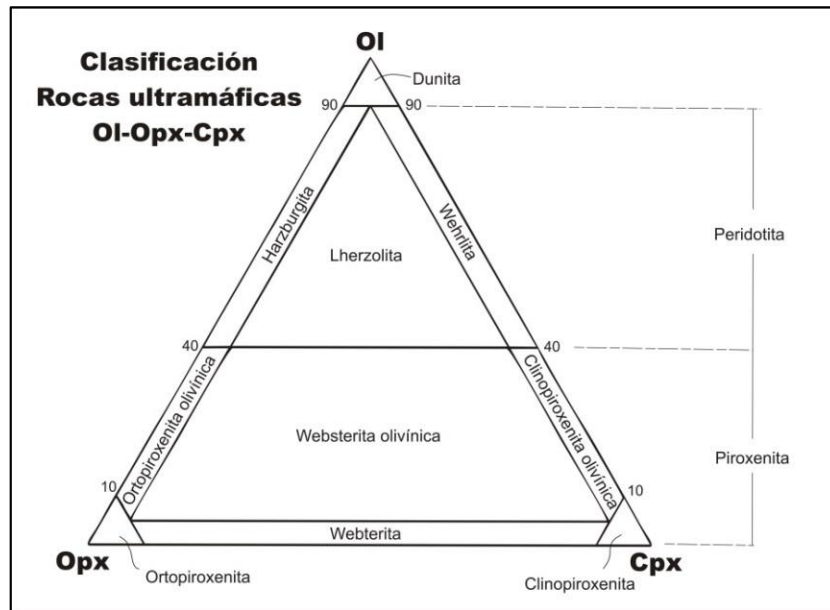 Clasificación
Rocas ultramáficas
Ol-Opx-Cpx
Ol
Dunita
90
90
Harzburgita
Wehrlita
Lherzolita
Peridotita
40
40
Ortopiroxenita olivínica
Clinopiroxenita olivínica
Websterita olivínica
Piroxenita
10
10
Webterita
Opx
Cpx
Ortopiroxenita
Clinopiroxenita